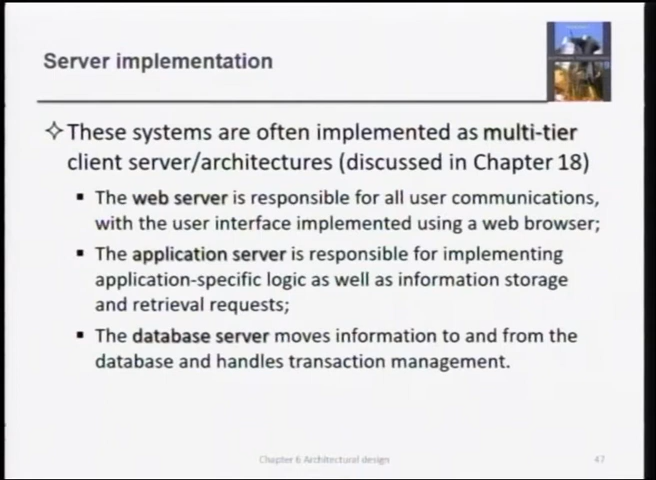 Server implementation
✧These systems are often implemented as multi-tier
client server/architectures (discussed in Chapter 18)
▪ The web server is responsible for all user communications,
with the user interface implemented using a web browser;
▪ The application server is responsible for implementing
application-specific logic as well as information storage
and retrieval requests;
▪ The database server moves information to and from the
database and handles transaction management.
Chapter 6 Architectural design
47